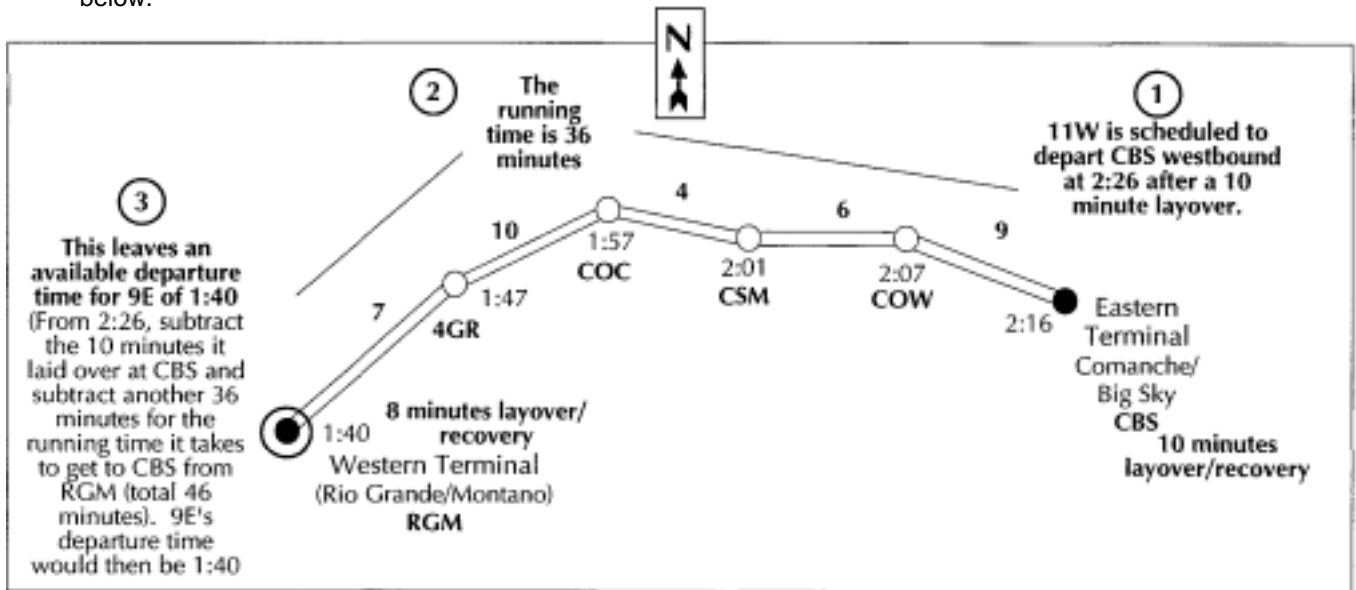 below.
N
2
The
running
time is 36
minutes
1
11W is scheduled to
depart CBS westbound
at 2:26 after a 10
minute layover.
3
This leaves an
available departure
time for 9E of 1:40
(From 2:26, subtract
the 10 minutes it
laid over at CBS and
subtract another 36
minutes for the
running time it takes
to get to CBS from
RGM (total 46
minutes). 9E's
departure time
would then be 1:40
7
10
4
6
9
1:40
1:47
4GR
1:57
COC
2:01
CSM
2:07
COW
2:16
8 minutes layover/
recovery
Western Terminal
(Rio Grande/Montano)
RGM
Eastern
Terminal
Comanche/
Big Sky
CBS
10 minutes
layover/recovery